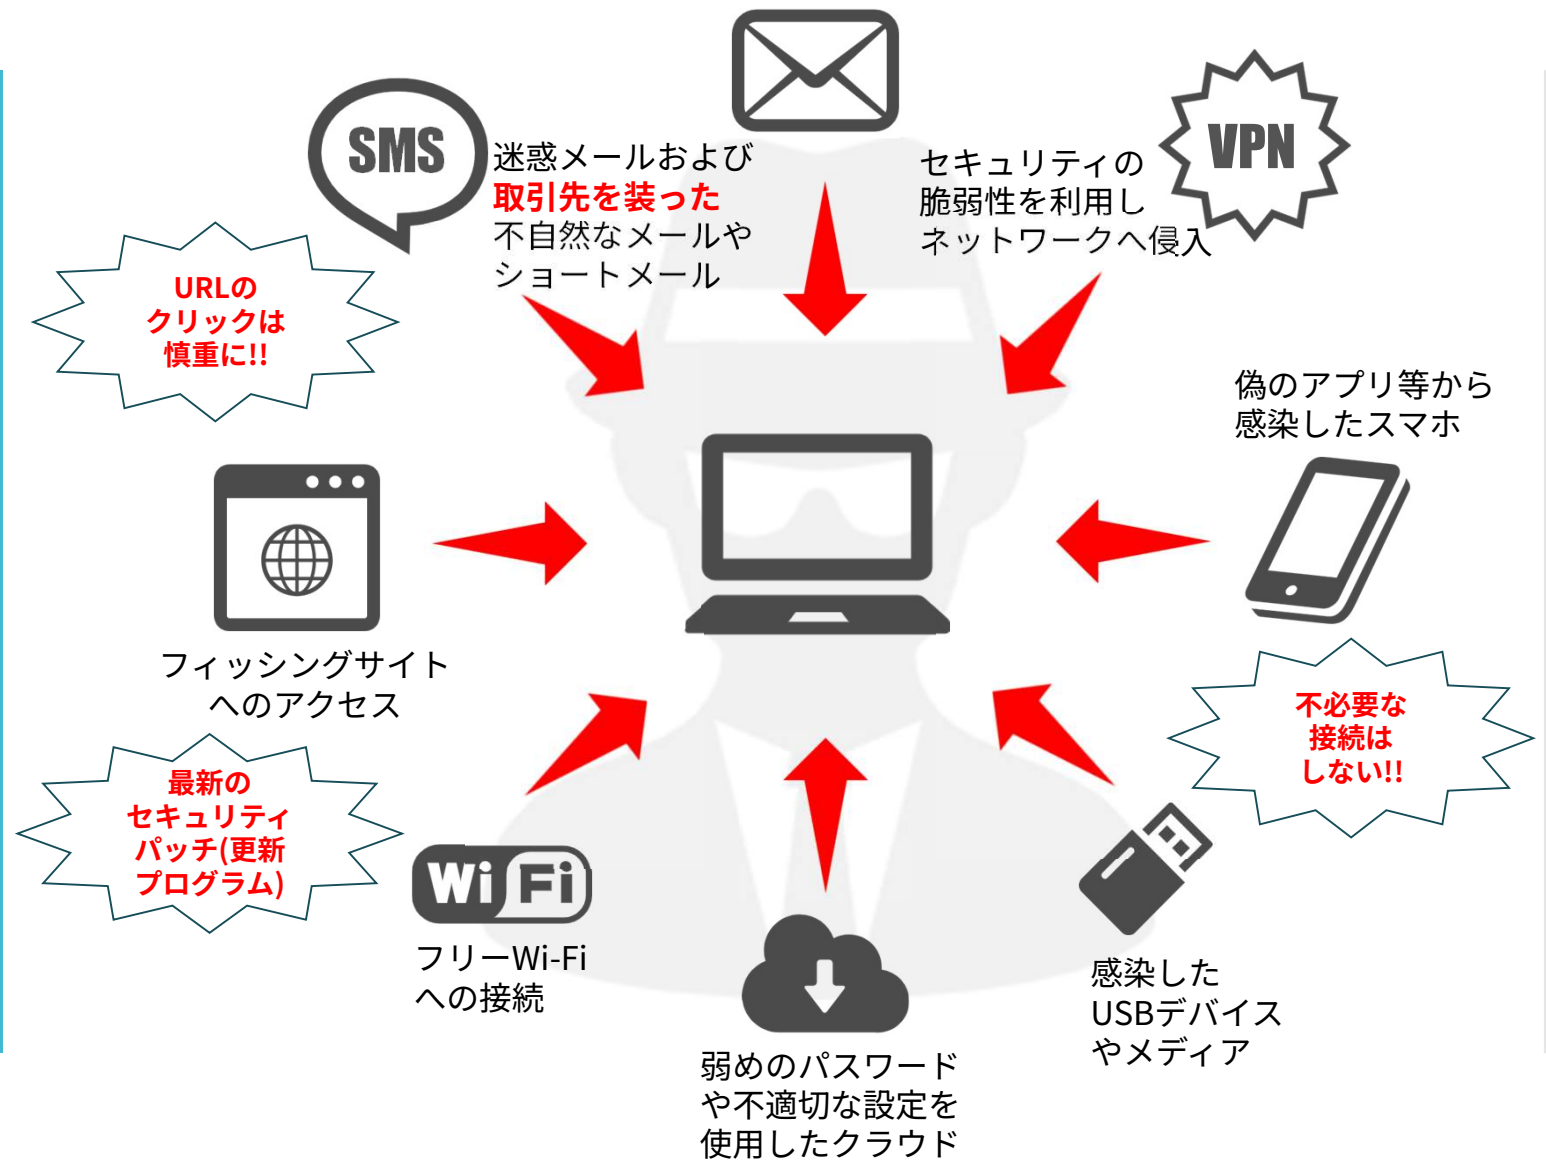 SMS
迷惑メールおよび
取引先を装った
不自然なメールや
ショートメール
セキュリティの
脆弱性を利用し
ネットワークへ侵入
VPN
URLの
クリックは
慎重に!!
偽のアプリ等から
感染したスマホ
フィッシングサイト
へのアクセス
不必要な
接続は
しない!!
最新の
セキュリティ
パッチ(更新
プログラム)
Wi Fi
フリーWi-Fi
への接続
感染した
USBデバイス
やメディア
弱めのパスワード
や不適切な設定を
使用したクラウド